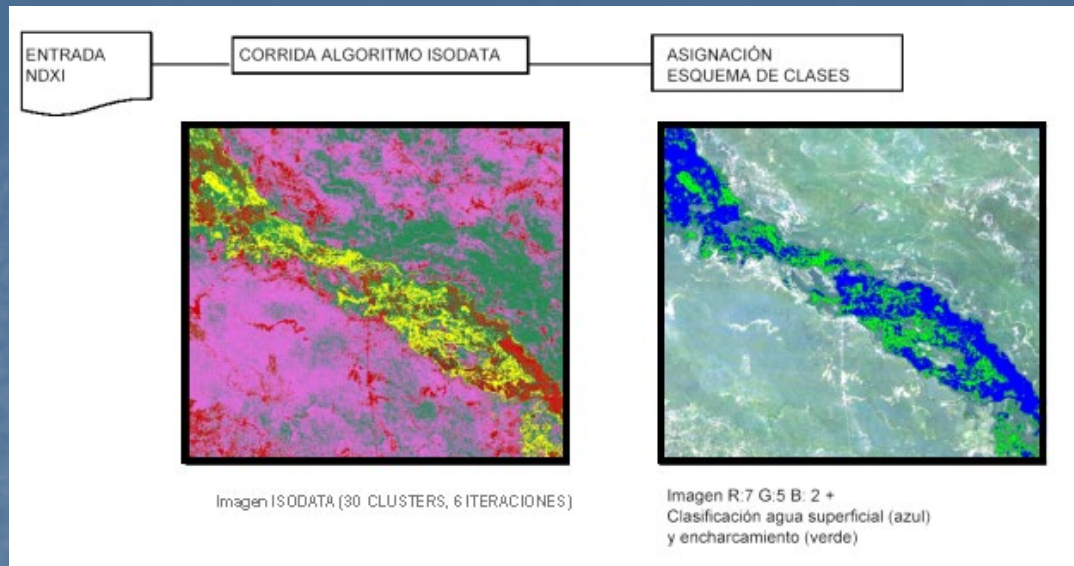 ENTRADA
NDXI
CORRIDA ALGORITMO ISODATA
ASIGNACIÓN
ESQUEMA DE CLASES
Imagen ISODATA (30 CLUSTERS, 6 ITERACIONES)
Imagen R:7 G:5 B: 2 +
Clasificación agua superficial (azul)
y encharcamiento (verde)